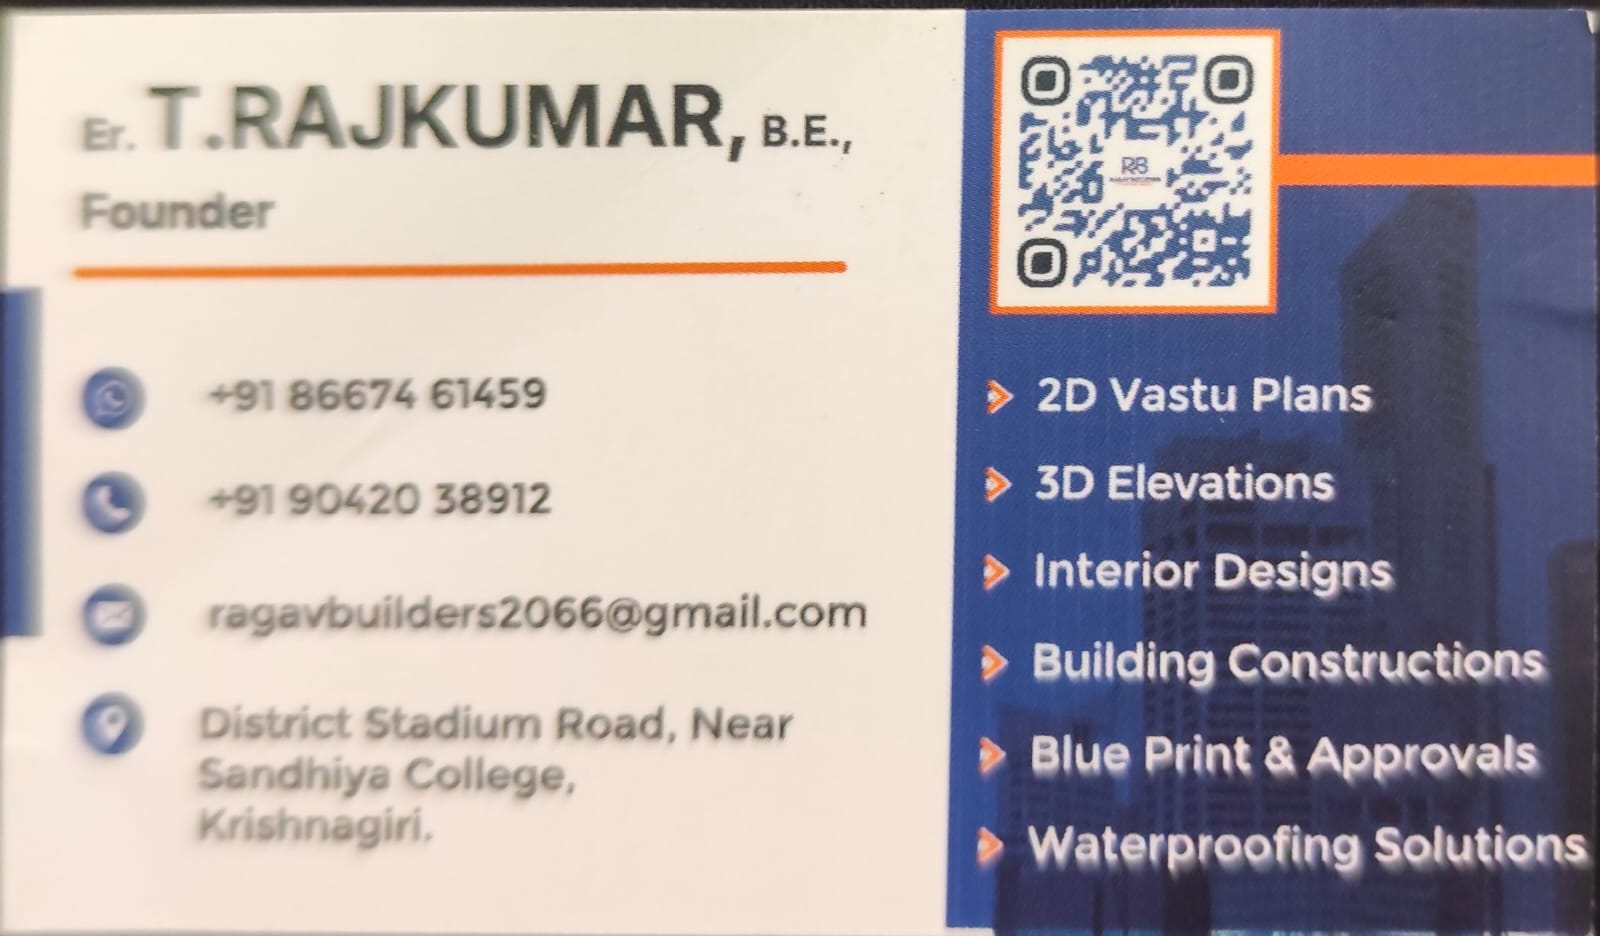 Er. T.RAJKUMAR, B.E.,
Founder
+91 86674 61459
+91 90420 38912
ragavbuilders2066@gmail.com
District Stadium Road, Near
Sandhiya College,
Krishnagiri.
2D Vastu Plans
3D Elevations
Interior Designs
Building Constructions
Blue Print & Approvals
Waterproofing Solutions